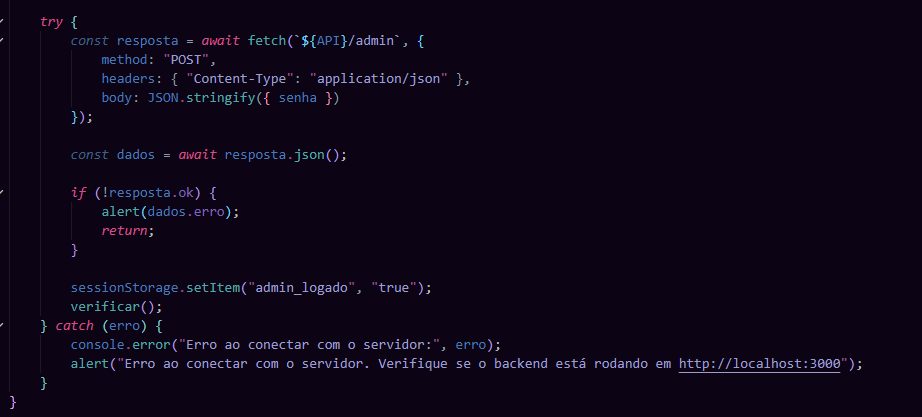 try {
const resposta = await fetch(`${API}/admin`, {
method: "POST",
headers: { "Content-Type": "application/json" },
body: JSON.stringify({ senha })
});
const dados = await resposta.json();
if (!resposta.ok) {
alert(dados.erro);
return;
}
sessionStorage.setItem("admin_logado", "true");
verificar();
} catch (erro) {
console.error("Erro ao conectar com o servidor:", erro);
alert("Erro ao conectar com o servidor. Verifique se o backend está rodando em http://localhost:3000");
}
}